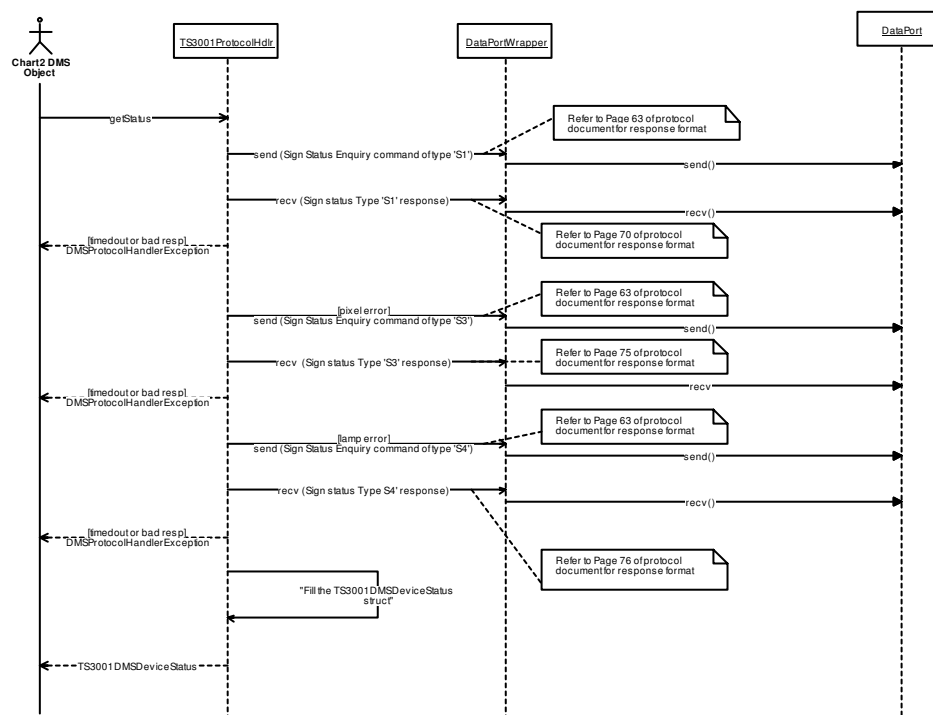 Chart2 DMS
Object
TS3001ProtocolHdlr
DataPortWrapper
DataPort
getStatus
Refer to Page 63 of protocol
document for response format
send (Sign Status Enquiry command of type 'S1')
send()
recv (Sign status Type 'S1' response)
recv()
Refer to Page 70 of protocol
document for response format
[timedout or bad resp]
DMSProtocolHandlerException
Refer to Page 63 of protocol
document for response format
[pixel error]
send (Sign Status Enquiry command of type 'S3')
send()
Refer to Page 75 of protocol
document for response format
recv (Sign status Type 'S3' response)
recv
[timedout or bad resp]
DMSProtocolHandlerException
Refer to Page 63 of protocol
document for response format
[lamp error]
send (Sign Status Enquiry command of type 'S4')
send()
recv (Sign status Type S4' response)
recv()
[timedout or bad resp]
DMSProtocolHandlerException
Refer to Page 76 of protocol
document for response format
"Fill the TS3001DMSDeviceStatus
struct"
TS3001DMSDeviceStatus